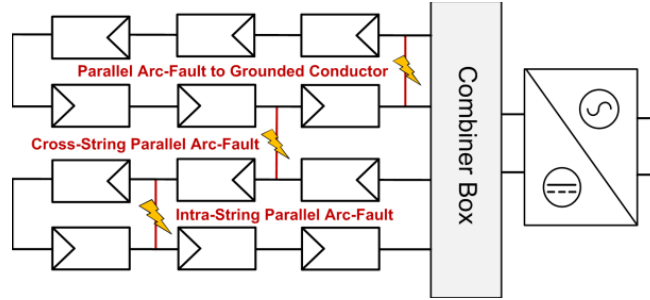 Parallel Arc-Fault to Grounded Conductor
Cross-String Parallel Arc-Fault
Intra-String Parallel Arc-Fault
Combiner Box